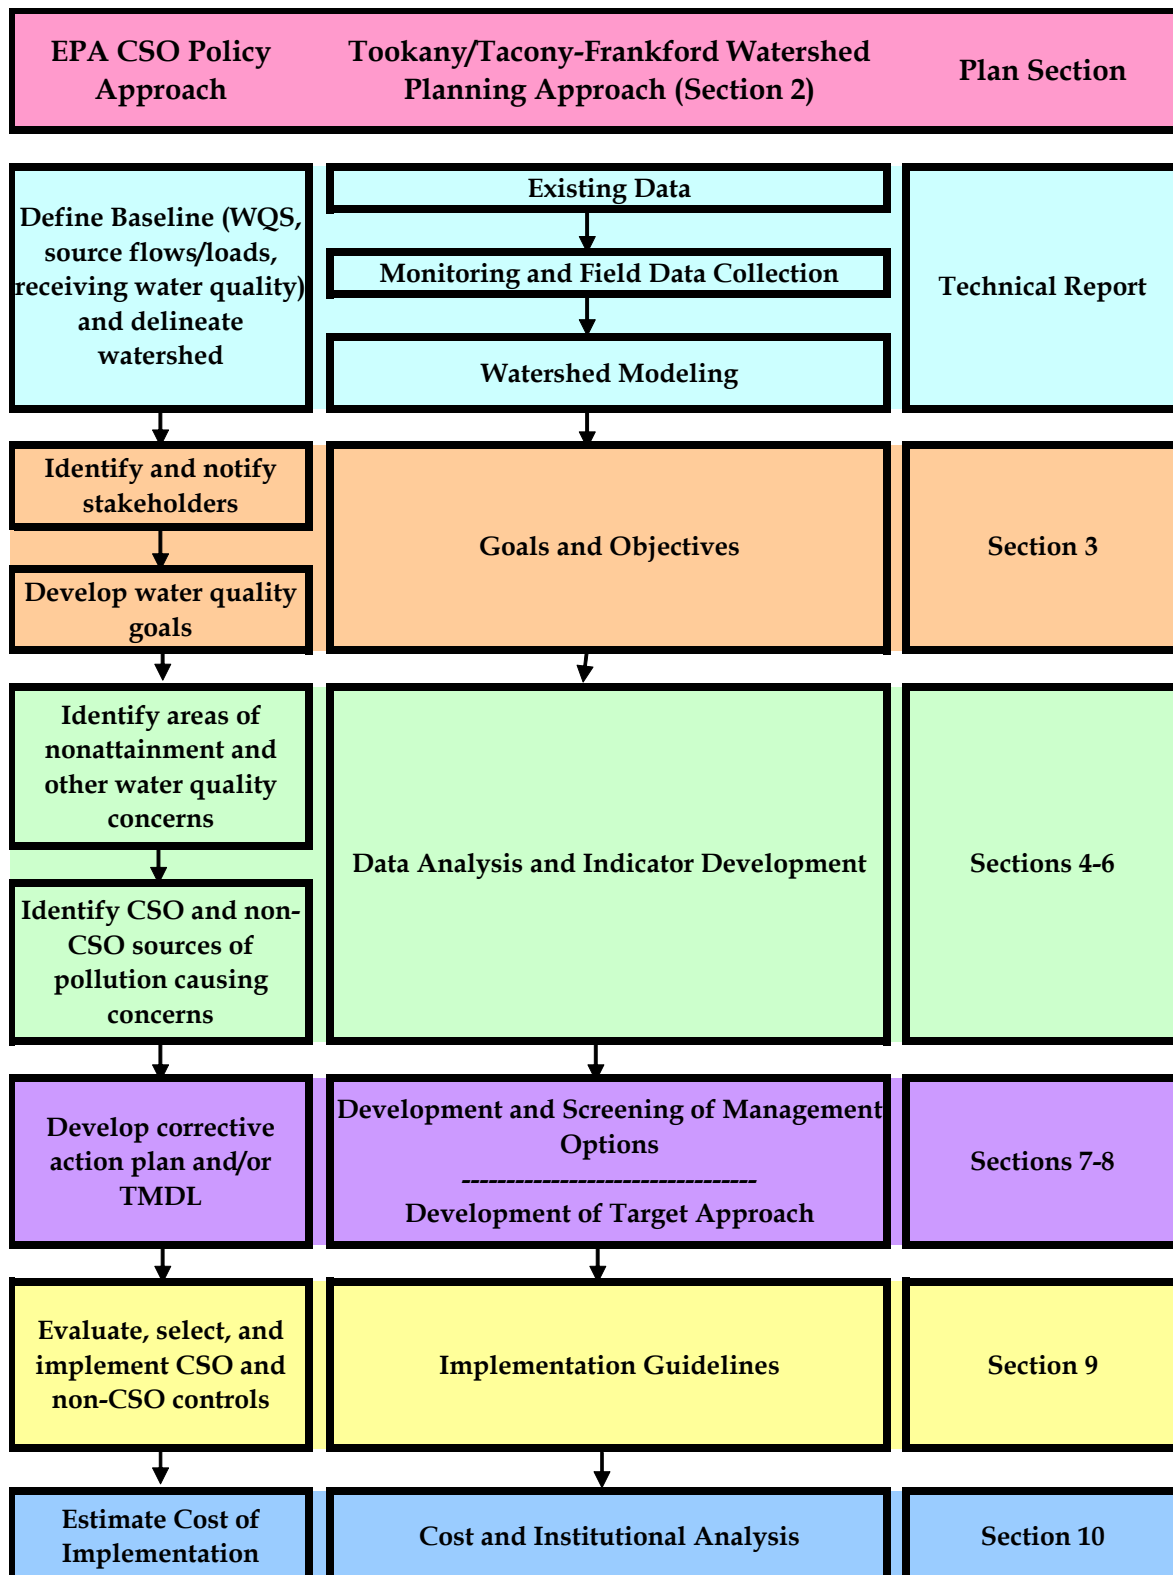 EPA CSO Policy
Approach
Tookany/Tacony-Frankford Watershed
Planning Approach (Section 2)
Plan Section
Define Baseline (WQS,
source flows/loads,
receiving water quality)
and delineate
watershed
Existing Data
Monitoring and Field Data Collection
Watershed Modeling
Technical Report
Identify and notify
stakeholders
Develop water quality
goals
Goals and Objectives
Section 3
Identify areas of
nonattainment and
other water quality
concerns
Identify CSO and non-
CSO sources of
pollution causing
concerns
Data Analysis and Indicator Development
Sections 4-6
Develop corrective
action plan and/or
TMDL
Development and Screening of Management
Options
---------------------------------
Development of Target Approach
Sections 7-8
Evaluate, select, and
implement CSO and
non-CSO controls
Implementation Guidelines
Section 9
Estimate Cost of
Implementation
Cost and Institutional Analysis
Section 10